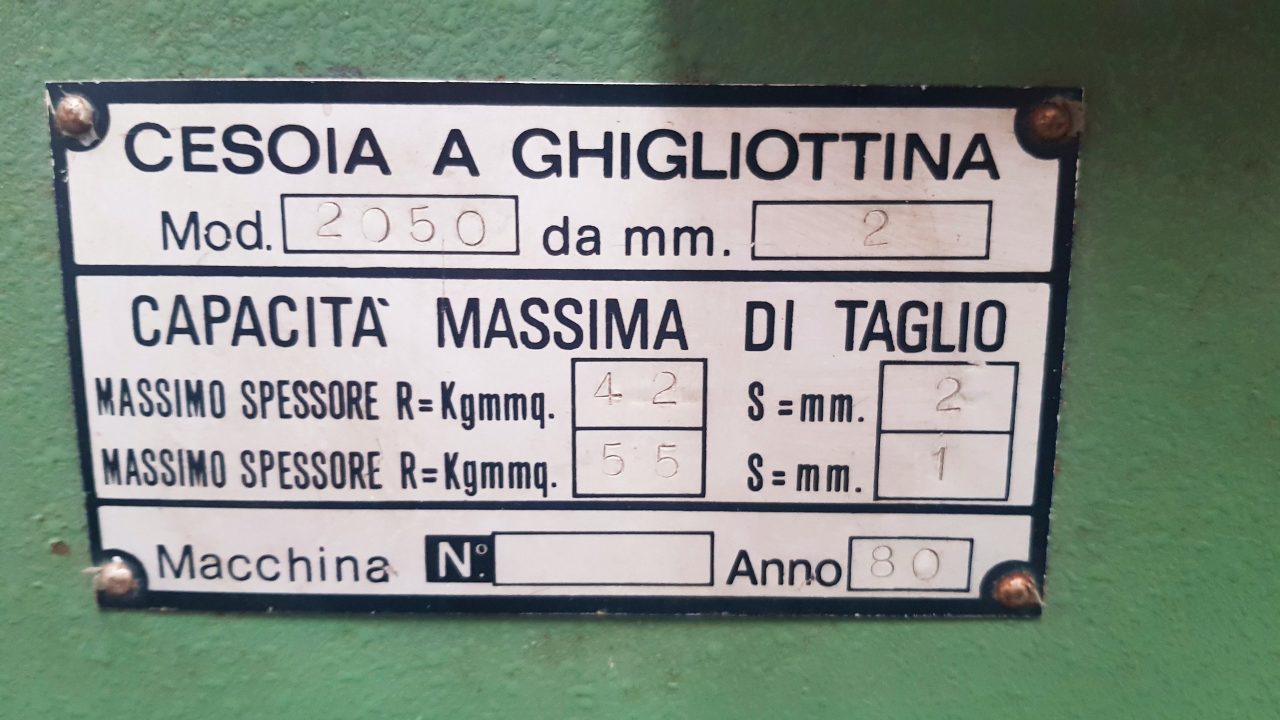 CESOIA A GHIGLIOTTINA
Mod. 2050 da mm. 2
CAPACITÀ MASSIMA DI TAGLIO
MASSIMO SPESSORE R=Kgmmq. 42 S=mm. 2
MASSIMO SPESSORE R=Kgmmq. 55 S=mm. 1
Macchina N°. Anno 80